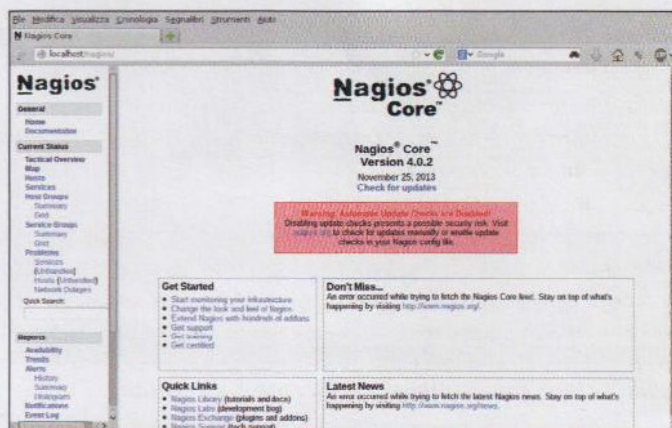 File Modifica Visualizza Cronologia Segnalibri Strumenti Aiuto
Nagios Core
localhost/nagios/
Google
Nagios®
General
Home
Documentation
Current Status
Tactical Overview
Map
Hosts
Services
Host Groups
Summary
Grid
Service Groups
Summary
Grid
Problems
Services
(Unhandled)
Hosts (Unhandled)
Network Outages
Quick Search:
Reports
Availability
Trends
Alerts
History
Summary
Histogram
Notifications
Event Log
Nagios®
Core™
Nagios® Core™
Version 4.0.2
November 25, 2013
Check for updates
Warning: Automatic Update Checks are Disabled!
Disabling update checks presents a possible security risk. Visit
nagios.org to check for updates manually or enable update
checks in your Nagios config file.
Get Started
Start monitoring your infrastructure
Change the look and feel of Nagios
Extend Nagios with hundreds of addons
Get support
Get training
Get certified
Don't Miss...
An error occurred while trying to fetch the Nagios Core feed. Stay on top of what's
happening by visiting http://www.nagios.org/.
Quick Links
Nagios Library (tutorials and docs)
Nagios Labs (development blog)
Nagios Exchange (plugins and addons)
Nagios Support (tech support)
Latest News
An error occurred while trying to fetch the latest Nagios news. Stay on top of what's
happening by visiting http://www.nagios.org/news.